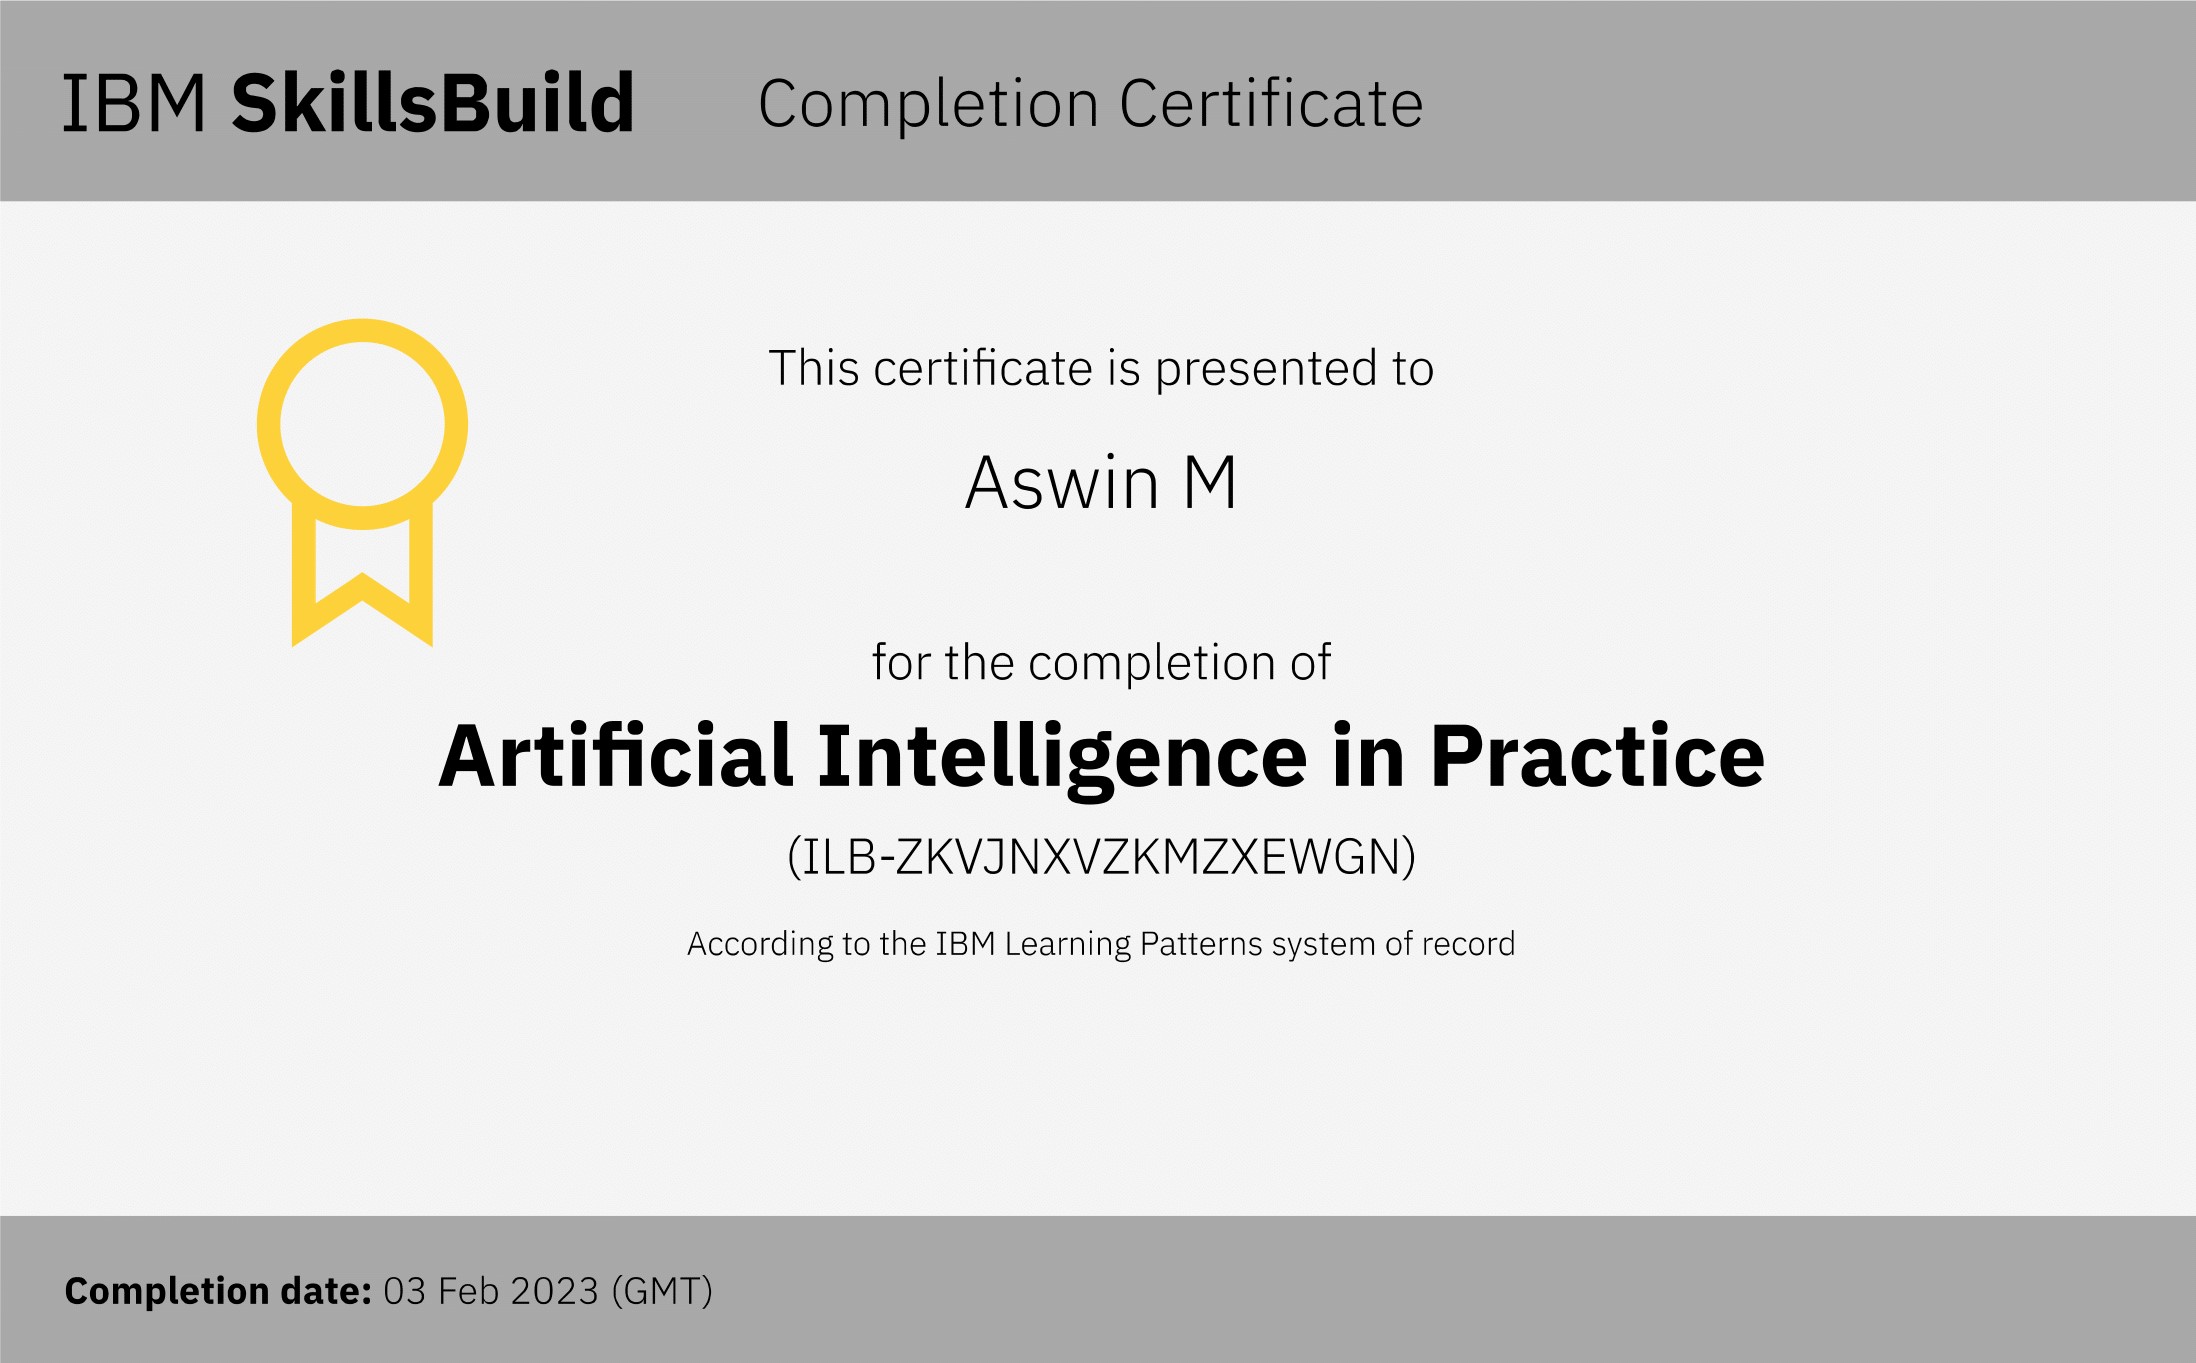 IBM SkillsBuild Completion Certificate
This certificate is presented to
Aswin M
for the completion of
Artificial Intelligence in Practice
(ILB-ZKVJNXVZKMZXEWGN)
According to the IBM Learning Patterns system of record
Completion date: 03 Feb 2023 (GMT)